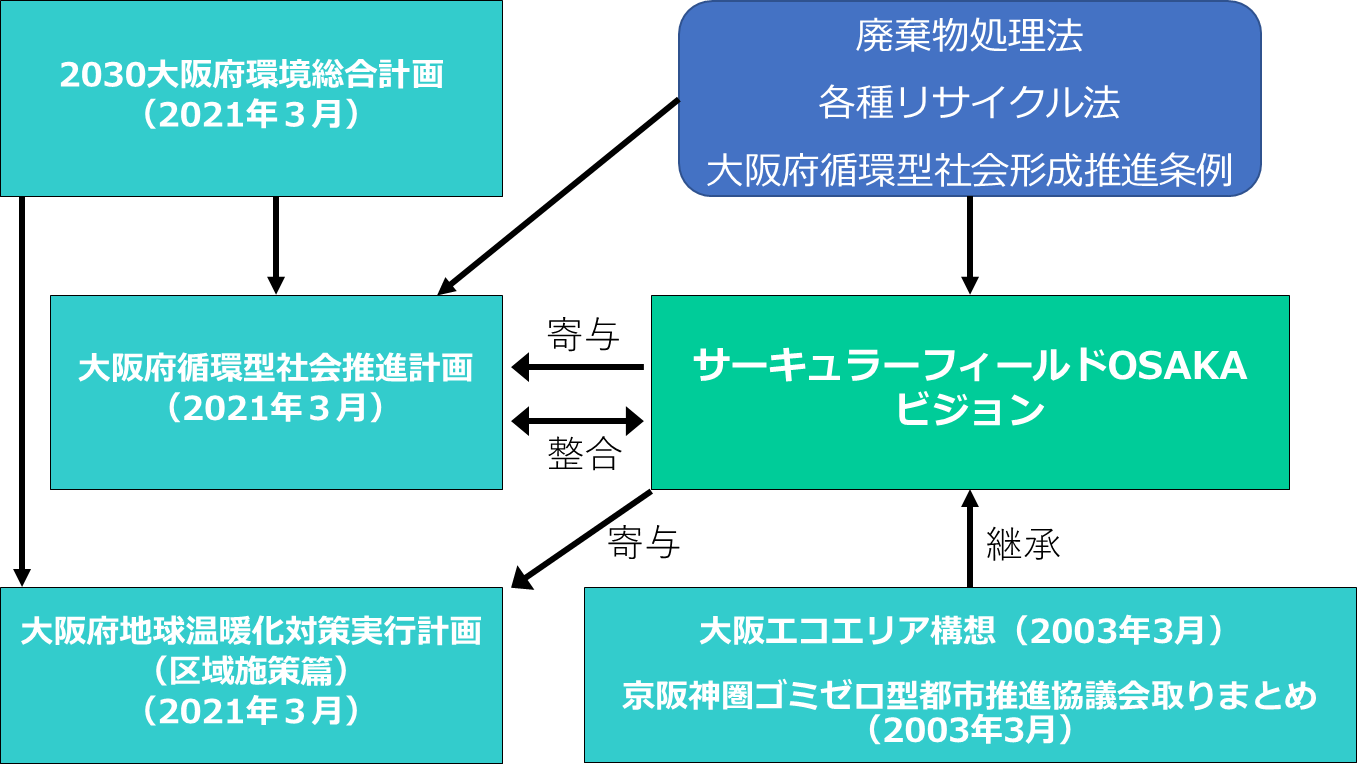 2030大阪府環境総合計画
（2021年３月）
廃棄物処理法
各種リサイクル法
大阪府循環型社会形成推進条例
大阪府循環型社会推進計画
（2021年３月）
寄与
整合
サーキュラーフィールドOSAKA
ビジョン
寄与
継承
大阪府地球温暖化対策実行計画
（区域施策篇）
（2021年３月）
大阪エコエリア構想（2003年3月）
京阪神圏ゴミゼロ型都市推進協議会取りまとめ
（2003年3月）